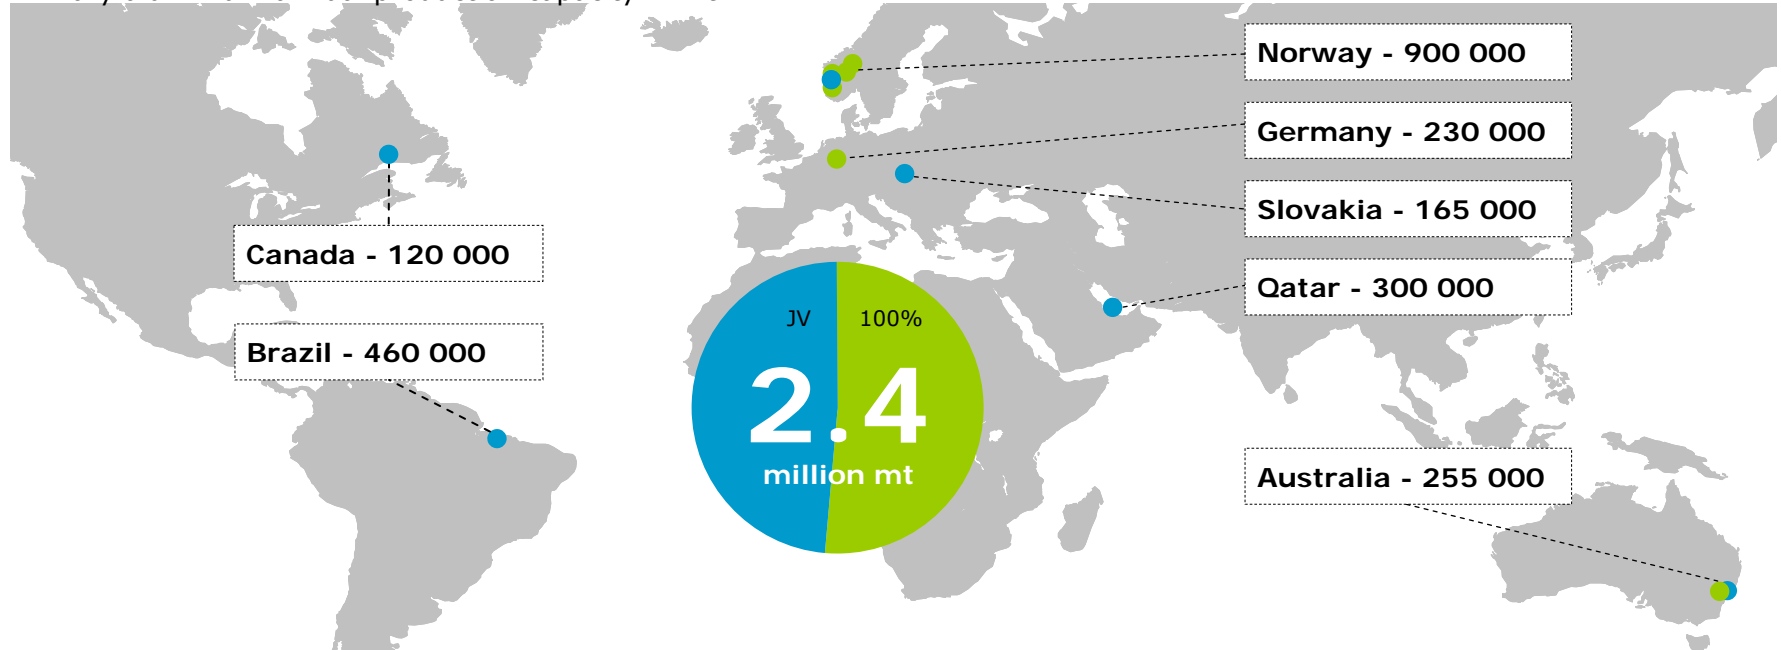 Norway - 900 000
Germany - 230 000
Slovakia - 165 000
Canada - 120 000
Qatar - 300 000
JV 100%
Brazil - 460 000
2.4
million mt
Australia - 255 000